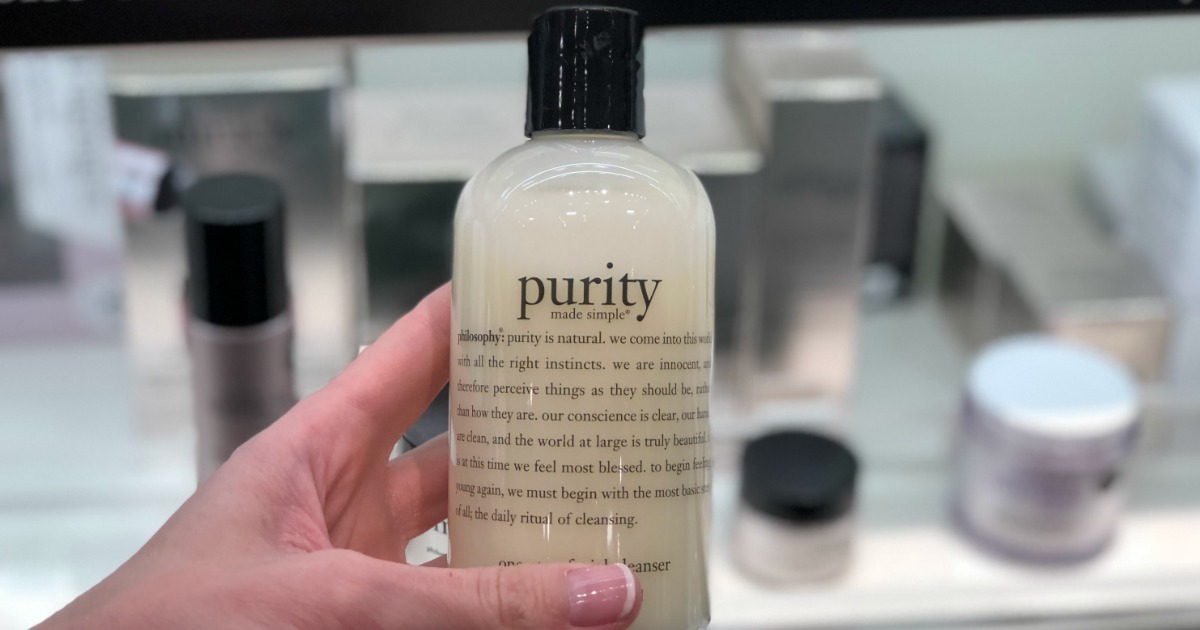 purity
made simple®
philosophy®: purity is natural. we come into this
with all the right instincts. we are innocent,
therefore perceive things as they should be,
than how they are. our conscience is clear, our
are clean, and the world at large is truly beautiful.
is at this time we feel most blessed. to begin feeling
young again, we must begin with the most basic
of all; the daily ritual of cleansing.